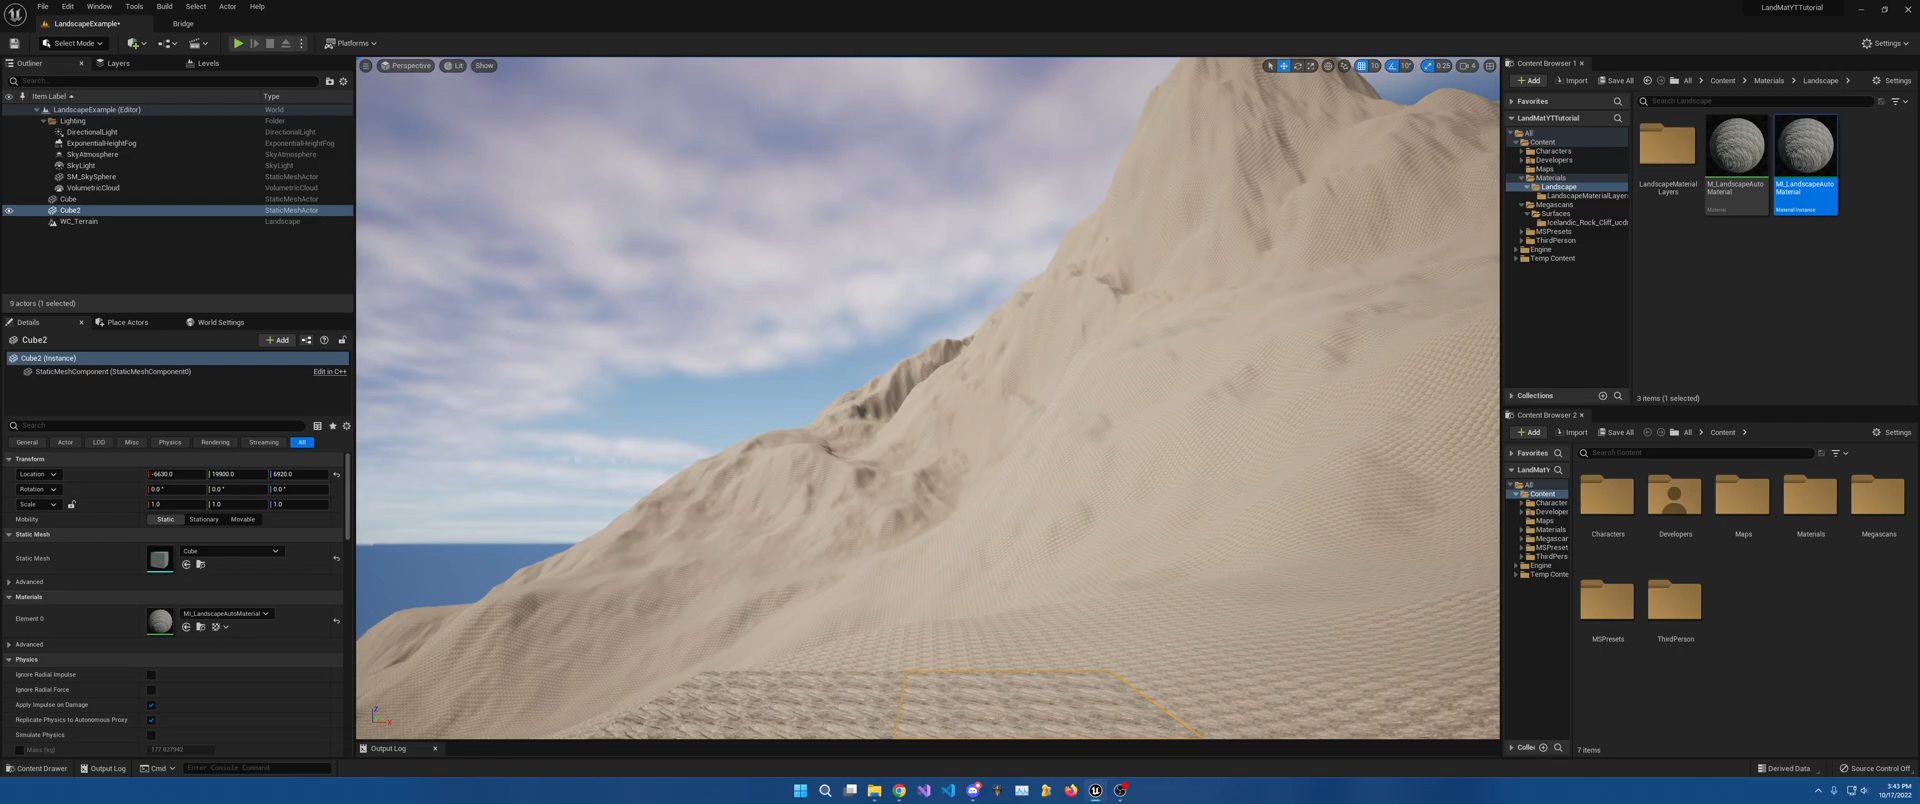 File Edit Window Tools Build Select Actor Help
LandMatYTTutorial
LandscapeExample•
Bridge
Select Mode
Platforms
Settings
Outliner
Layers
Levels
Search...
Item Label
Type
LandscapeExample (Editor) World
Lighting Folder
DirectionalLight DirectionalLight
ExponentialHeightFog ExponentialHeightFog
SkyAtmosphere SkyAtmosphere
SkyLight SkyLight
SM_SkySphere StaticMeshActor
VolumetricCloud VolumetricCloud
Cube StaticMeshActor
Cube2 StaticMeshActor
WC_Terrain Landscape
9 actors (1 selected)
Details
Place Actors
World Settings
Cube2
Add
Cube2 (Instance)
StaticMeshComponent (StaticMeshComponent0) Edit in C++
Search
General Actor LOD Misc Physics Rendering Streaming All
Transform
Location -6630.0 19900.0 6920.0
Rotation 0.0 ° 0.0 ° 0.0 °
Scale 1.0 1.0 1.0
Mobility Static Stationary Movable
Static Mesh
Static Mesh Cube
Advanced
Materials
Element 0 MI_LandscapeAutoMaterial
Advanced
Physics
Ignore Radial Impulse
Ignore Radial Force
Apply Impulse on Damage
Replicate Physics to Autonomous Proxy
Simulate Physics
Mass (kg) 177.827942
Perspective Lit Show
10 10° 0.25 4
Z
X
Output Log
Content Browser 1
Add Import Save All All Content Materials Landscape Settings
Favorites
Search Landscape
LandMatYTTutorial
All
Content
Characters
Developers
Maps
Materials
Landscape
LandscapeMaterialLayers
Megascans
Surfaces
Icelandic_Rock_Cliff_ucd
MSPresets
ThirdPerson
Engine
Temp Content
Collections
LandscapeMaterial
Layers
M_LandscapeAuto
Material
Material
MI_LandscapeAuto
Material
Material Instance
3 items (1 selected)
Content Browser 2
Add Import Save All All Content Settings
Favorites
Search Content
LandMatY
All
Content
Character
Developer
Maps
Materials
Megascar
MSPreset
ThirdPers
Engine
Temp Conte
Collec
Characters
Developers
Maps
Materials
Megascans
MSPresets
ThirdPerson
7 items
Content Drawer
Output Log
Cmd
Enter Console Command
Derived Data
Source Control Off
3:43 PM
10/17/2022